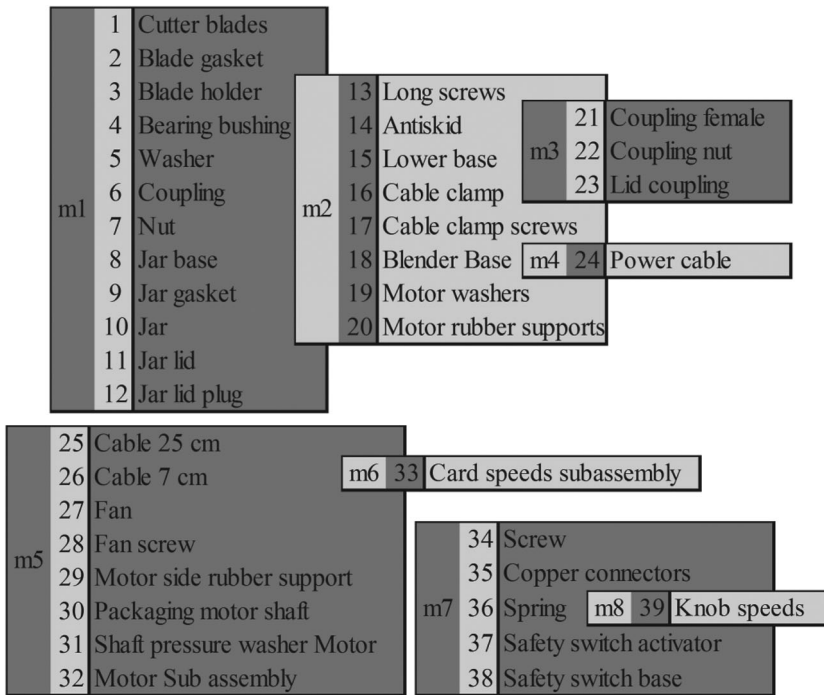 m1
1 Cutter blades
2 Blade gasket
3 Blade holder
4 Bearing bushing
5 Washer
6 Coupling
7 Nut
8 Jar base
9 Jar gasket
10 Jar
11 Jar lid
12 Jar lid plug
m2
13 Long screws
14 Antiskid
15 Lower base
16 Cable clamp
17 Cable clamp screws
18 Blender Base
19 Motor washers
20 Motor rubber supports
m3
21 Coupling female
22 Coupling nut
23 Lid coupling
m4 24 Power cable
m5
25 Cable 25 cm
26 Cable 7 cm
27 Fan
28 Fan screw
29 Motor side rubber support
30 Packaging motor shaft
31 Shaft pressure washer Motor
32 Motor Sub assembly
m6 33 Card speeds subassembly
m7
34 Screw
35 Copper connectors
36 Spring
37 Safety switch activator
38 Safety switch base
m8 39 Knob speeds